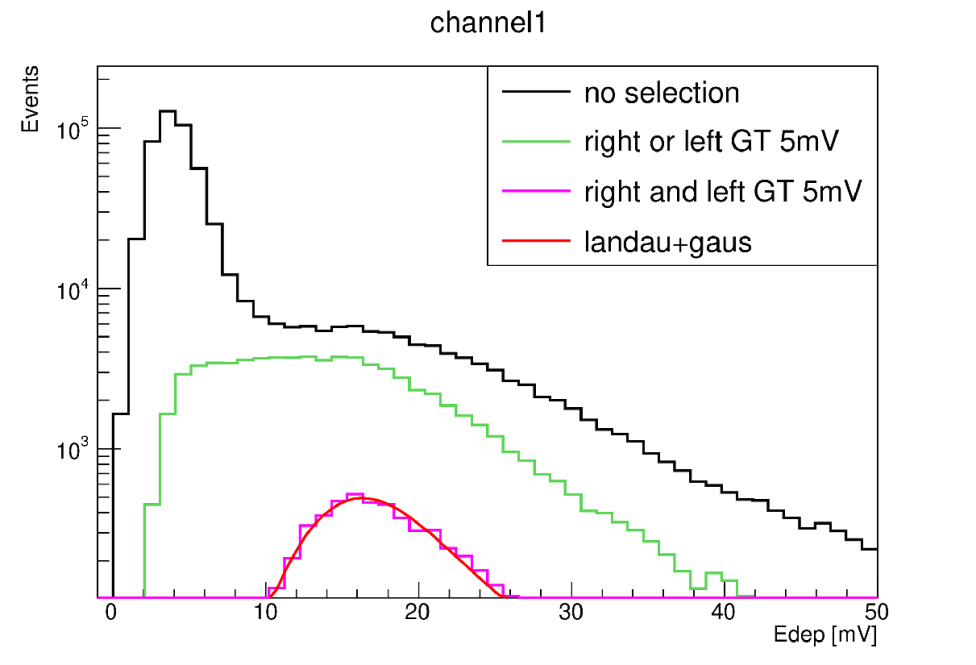 channel1
Events
no selection
right or left GT 5mV
right and left GT 5mV
landau+gaus
10^5
10^4
10^3
0 10 20 30 40 50
Edep [mV]